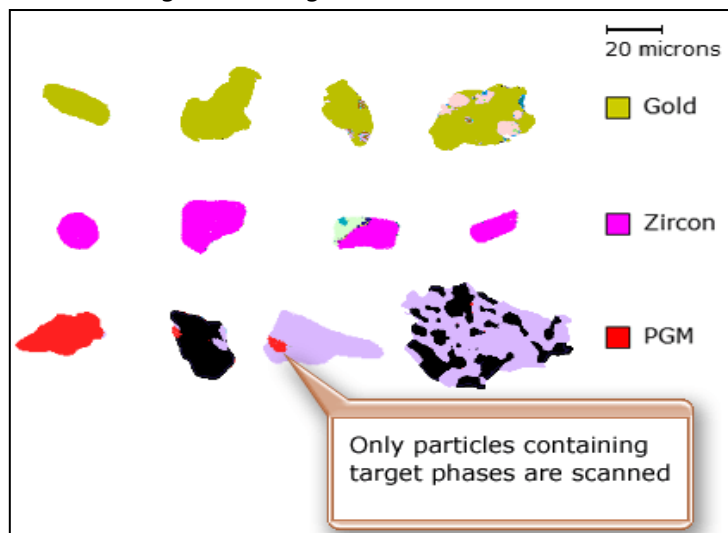 20 microns
Gold
Zircon
PGM
Only particles containing
target phases are scanned